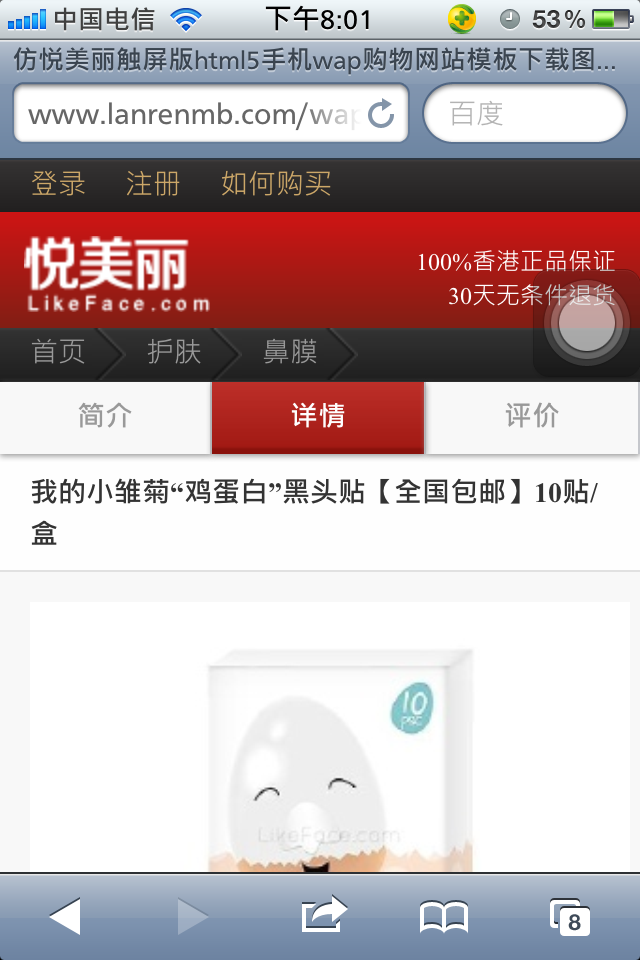 中国电信 下午8:01 53%
仿悦美丽触屏版html5手机wap购物网站模板下载图...
www.lanrenmb.com/wap 百度
登录 注册 如何购买
悦美丽
LikeFace.com
100%香港正品保证
30天无条件退货
首页 护肤 鼻膜
简介 详情 评价
我的小雏菊“鸡蛋白”黑头贴【全国包邮】10贴/
盒
10
psc
LikeFace.com
8